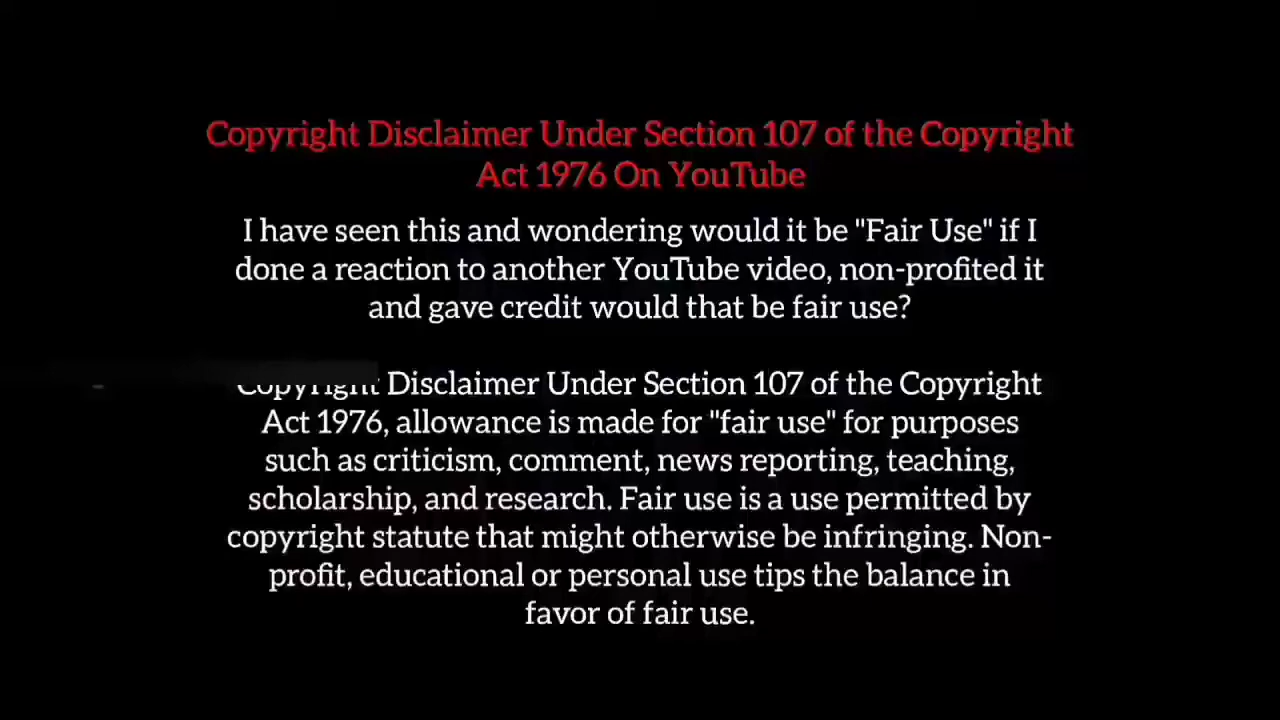 Copyright Disclaimer Under Section 107 of the Copyright
Act 1976 On YouTube
I have seen this and wondering would it be "Fair Use" if I
done a reaction to another YouTube video, non-profited it
and gave credit would that be fair use?
Copyright Disclaimer Under Section 107 of the Copyright
Act 1976, allowance is made for "fair use" for purposes
such as criticism, comment, news reporting, teaching,
scholarship, and research. Fair use is a use permitted by
copyright statute that might otherwise be infringing. Non-
profit, educational or personal use tips the balance in
favor of fair use.